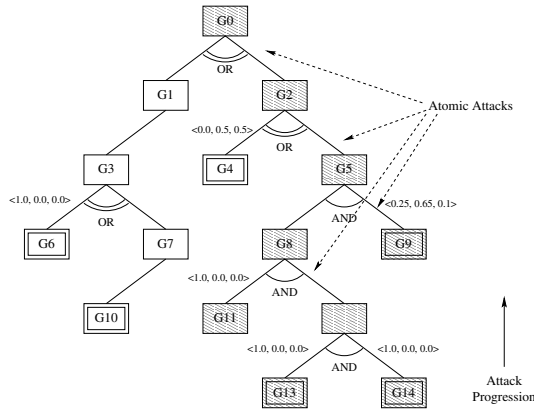 G0
OR
G1
G2
Atomic Attacks
<0.0, 0.5, 0.5>
OR
G3
G4
G5
<1.0, 0.0, 0.0>
OR
AND
<0.25, 0.65, 0.1>
G6
G7
G8
G9
<1.0, 0.0, 0.0>
AND
G10
G11
<1.0, 0.0, 0.0>
<1.0, 0.0, 0.0>
AND
G13
G14
Attack
Progression